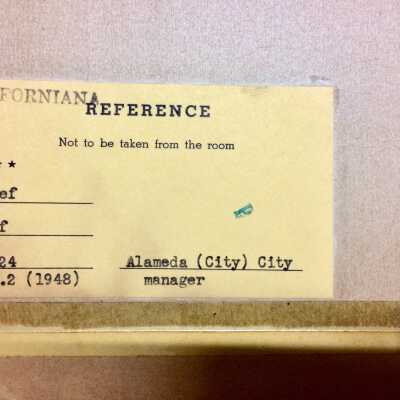 FORNIANA
REFERENCE
Not to be taken from the room
★
ef
f
24 Alameda (City) City
.2 (1948) manager